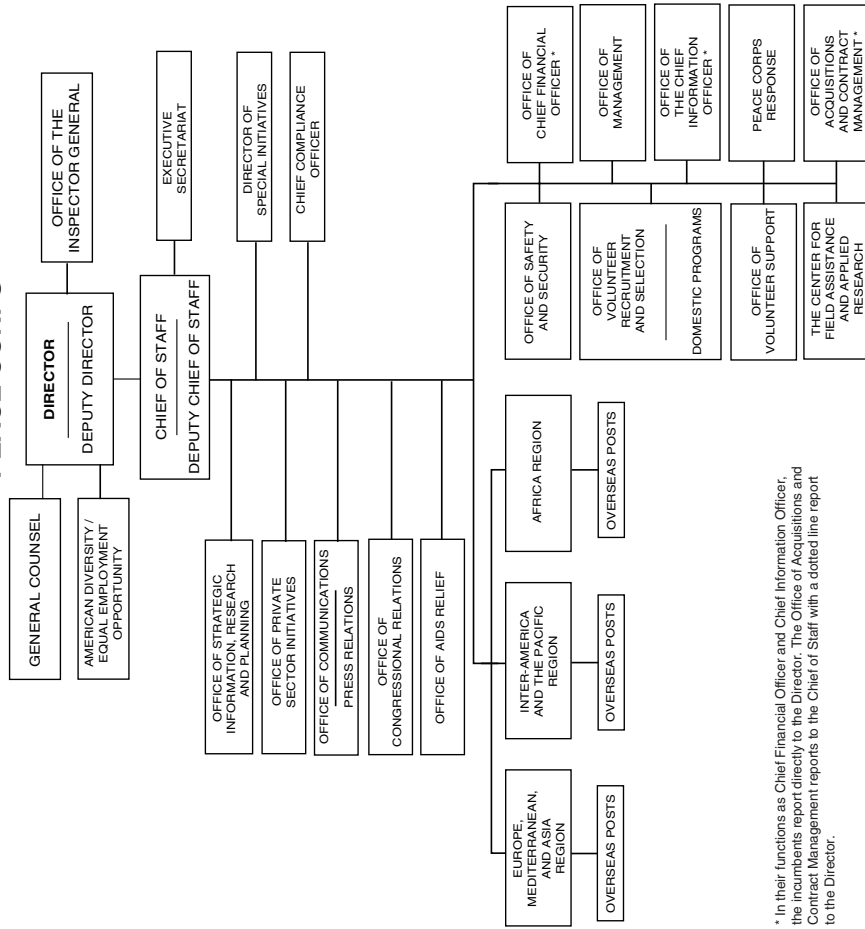 PEACE CORPS
GENERAL COUNSEL
AMERICAN DIVERSITY /
EQUAL EMPLOYMENT
OPPORTUNITY
DIRECTOR
DEPUTY DIRECTOR
OFFICE OF THE
INSPECTOR GENERAL
CHIEF OF STAFF
DEPUTY CHIEF OF STAFF
EXECUTIVE
SECRETARIAT
OFFICE OF STRATEGIC
INFORMATION, RESEARCH
AND PLANNING
DIRECTOR OF
SPECIAL INITIATIVES
OFFICE OF PRIVATE
SECTOR INITIATIVES
CHIEF COMPLIANCE
OFFICER
OFFICE OF COMMUNICATIONS
PRESS RELATIONS
OFFICE OF
CONGRESSIONAL RELATIONS
OFFICE OF AIDS RELIEF
EUROPE,
MEDITERRANEAN,
AND ASIA
REGION
OVERSEAS POSTS
INTER-AMERICA
AND THE PACIFIC
REGION
OVERSEAS POSTS
AFRICA REGION
OVERSEAS POSTS
OFFICE OF SAFETY
AND SECURITY
OFFICE OF
CHIEF FINANCIAL
OFFICER *
OFFICE OF
VOLUNTEER
RECRUITMENT
AND SELECTION
DOMESTIC PROGRAMS
OFFICE OF
MANAGEMENT
OFFICE OF
THE CHIEF
INFORMATION
OFFICER *
OFFICE OF
VOLUNTEER SUPPORT
PEACE CORPS
RESPONSE
THE CENTER FOR
FIELD ASSISTANCE
AND APPLIED
RESEARCH
OFFICE OF
ACQUISITIONS
AND CONTRACT
MANAGEMENT *
* In their functions as Chief Financial Officer and Chief Information Officer,
the incumbents report directly to the Director. The Office of Acquisitions and
Contract Management reports to the Chief of Staff with a dotted line report
to the Director.